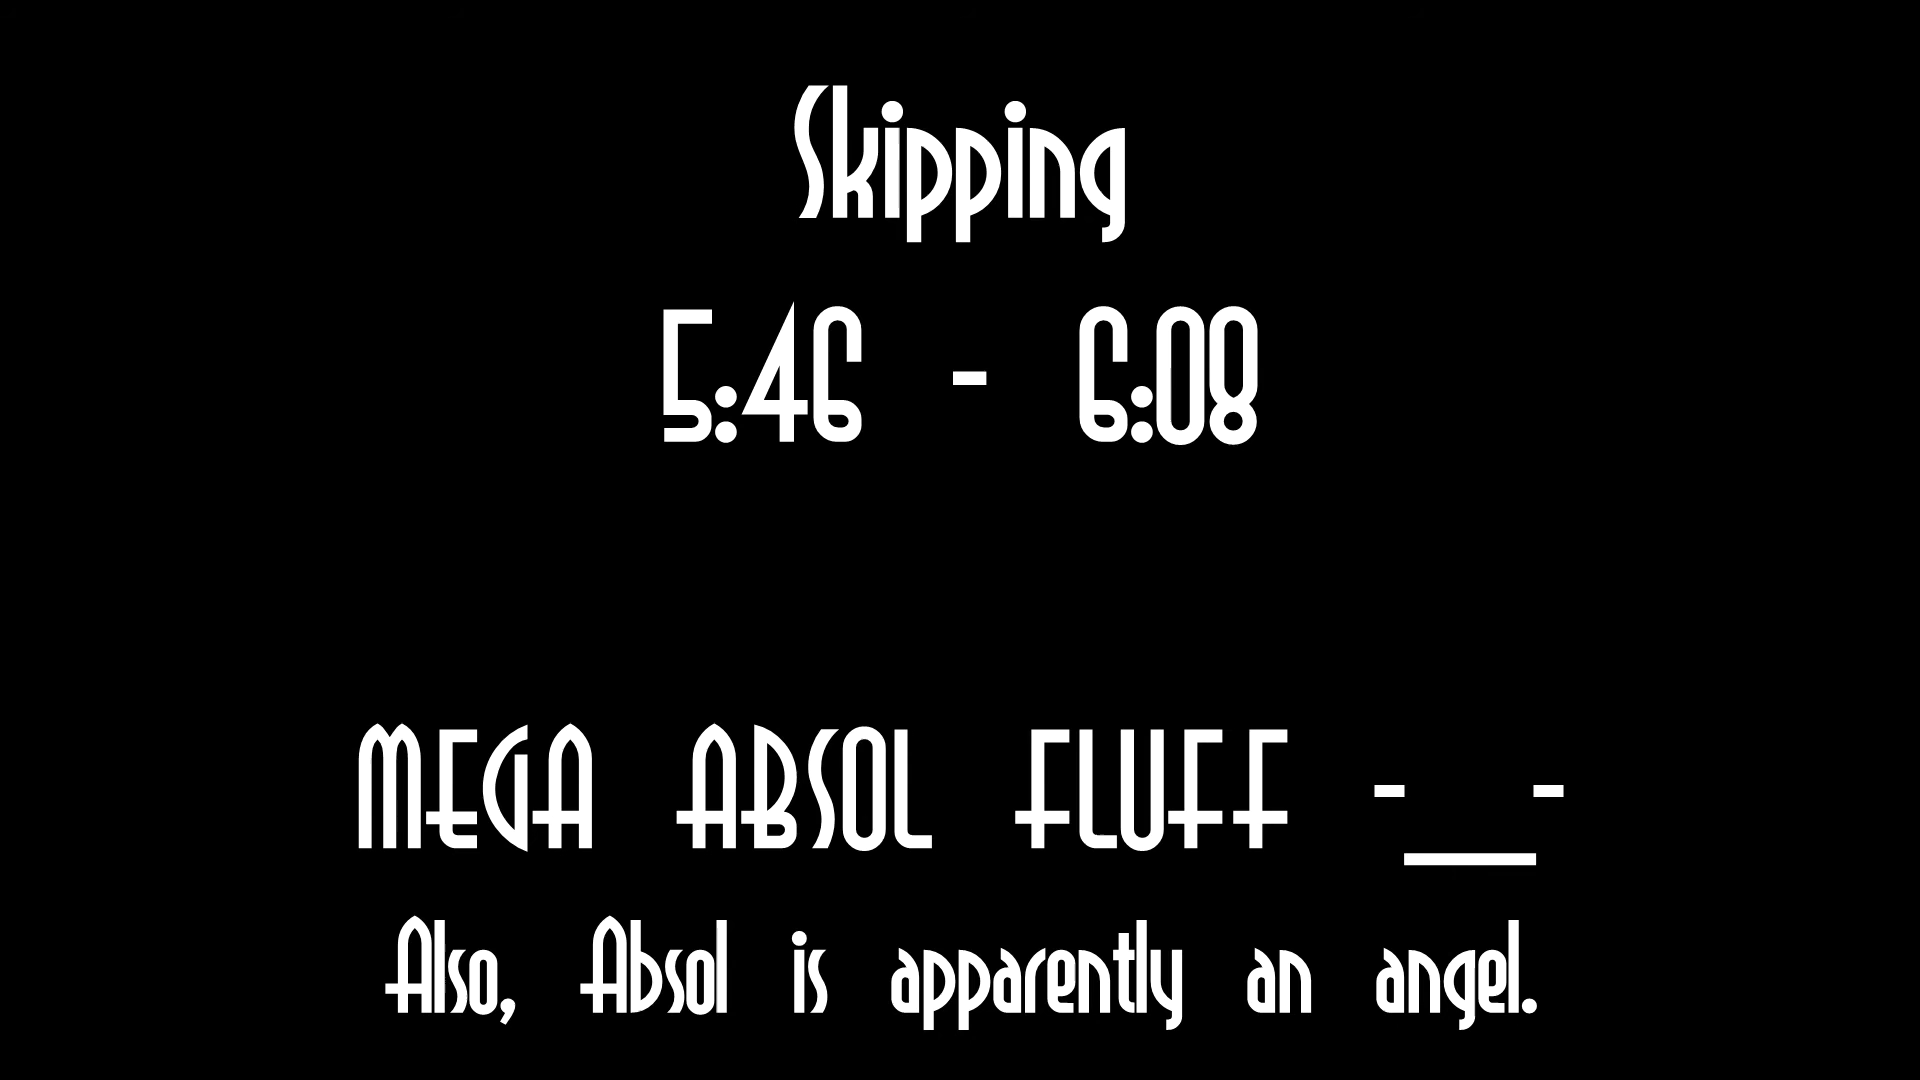 Skipping
5:46 - 6:08
MEGA ABSOL FLUFF -__-
Also, Absol is apparently an angel.